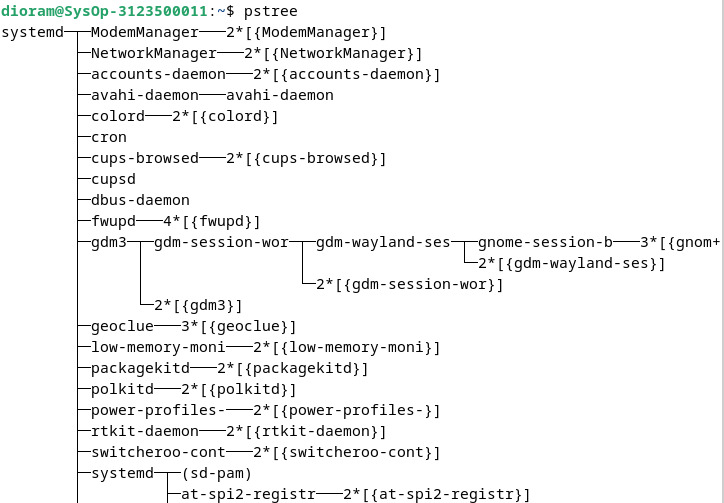 dioram@SysOp-3123500011:~$ pstree
systemd─┬─ModemManager───2*[{ModemManager}]
        ├─NetworkManager───2*[{NetworkManager}]
        ├─accounts-daemon───2*[{accounts-daemon}]
        ├─avahi-daemon───avahi-daemon
        ├─colord───2*[{colord}]
        ├─cron
        ├─cups-browsed───2*[{cups-browsed}]
        ├─cupsd
        ├─dbus-daemon
        ├─fwupd───4*[{fwupd}]
        ├─gdm3─┬─gdm-session-wor─┬─gdm-wayland-ses─┬─gnome-session-b───3*[{gnom+
        │      │                 │                 └─2*[{gdm-wayland-ses}]
        │      │                 └─2*[{gdm-session-wor}]
        │      └─2*[{gdm3}]
        ├─geoclue───3*[{geoclue}]
        ├─low-memory-moni───2*[{low-memory-moni}]
        ├─packagekitd───2*[{packagekitd}]
        ├─polkitd───2*[{polkitd}]
        ├─power-profiles-───2*[{power-profiles-}]
        ├─rtkit-daemon───2*[{rtkit-daemon}]
        ├─switcheroo-cont───2*[{switcheroo-cont}]
        ├─systemd─┬─(sd-pam)
        │         ├─at-spi2-registr───2*[{at-spi2-registr}]